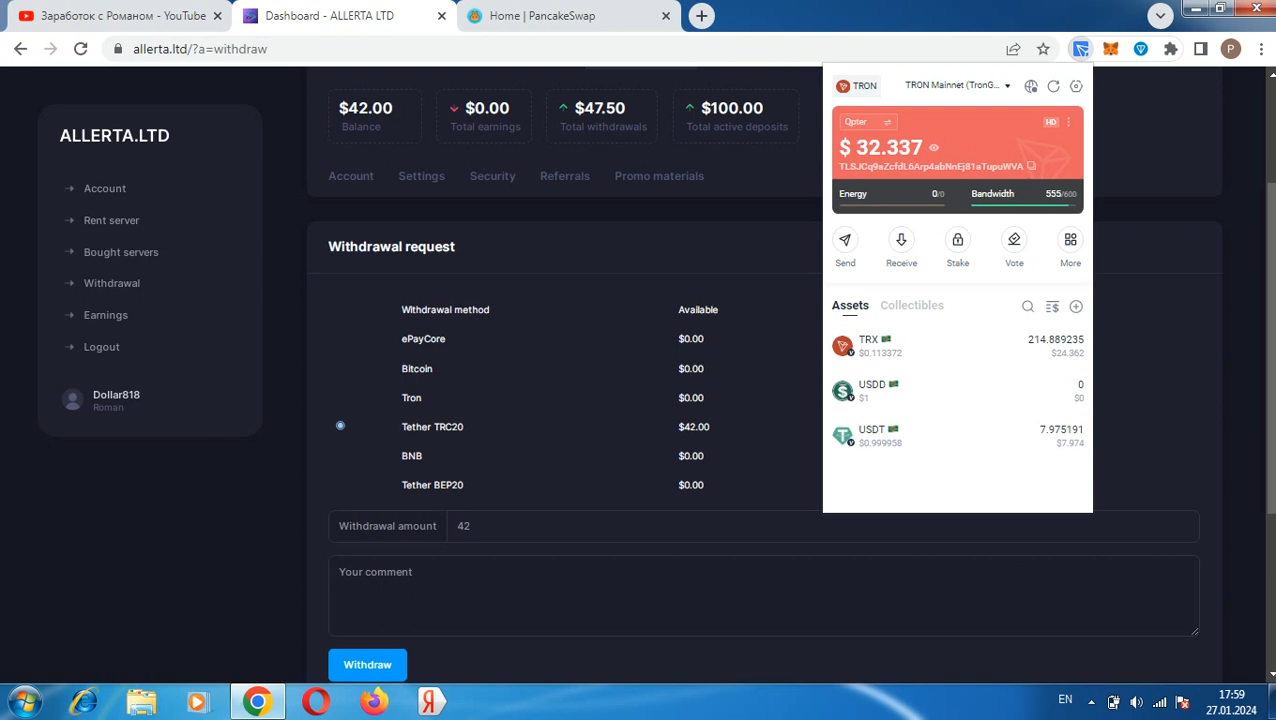 Заработок с Романом - YouTube
Dashboard - ALLERTA LTD
Home | PancakeSwap
allerta.ltd/?a=withdraw
P
ALLERTA.LTD
Account
Rent server
Bought servers
Withdrawal
Earnings
Logout
Dollar818
Roman
$42.00
Balance
$0.00
Total earnings
$47.50
Total withdrawals
$100.00
Total active deposits
Account
Settings
Security
Referrals
Promo materials
Withdrawal request
Withdrawal method Available
ePayCore $0.00
Bitcoin $0.00
Tron $0.00
Tether TRC20 $42.00
BNB $0.00
Tether BEP20 $0.00
Withdrawal amount 42
Your comment
Withdraw
TRON
TRON Mainnet (TronG...
Qpter
HD
$ 32.337
TLSJCq9sZcfdL6Arp4abNnEj81aTupuWVA
Energy 0/0
Bandwidth 555/600
Send
Receive
Stake
Vote
More
Assets
Collectibles
TRX 214.889235
$0.113372 $24.362
USDD 0
$1 $0
USDT 7.975191
$0.999958 $7.974
EN
17:59
27.01.2024